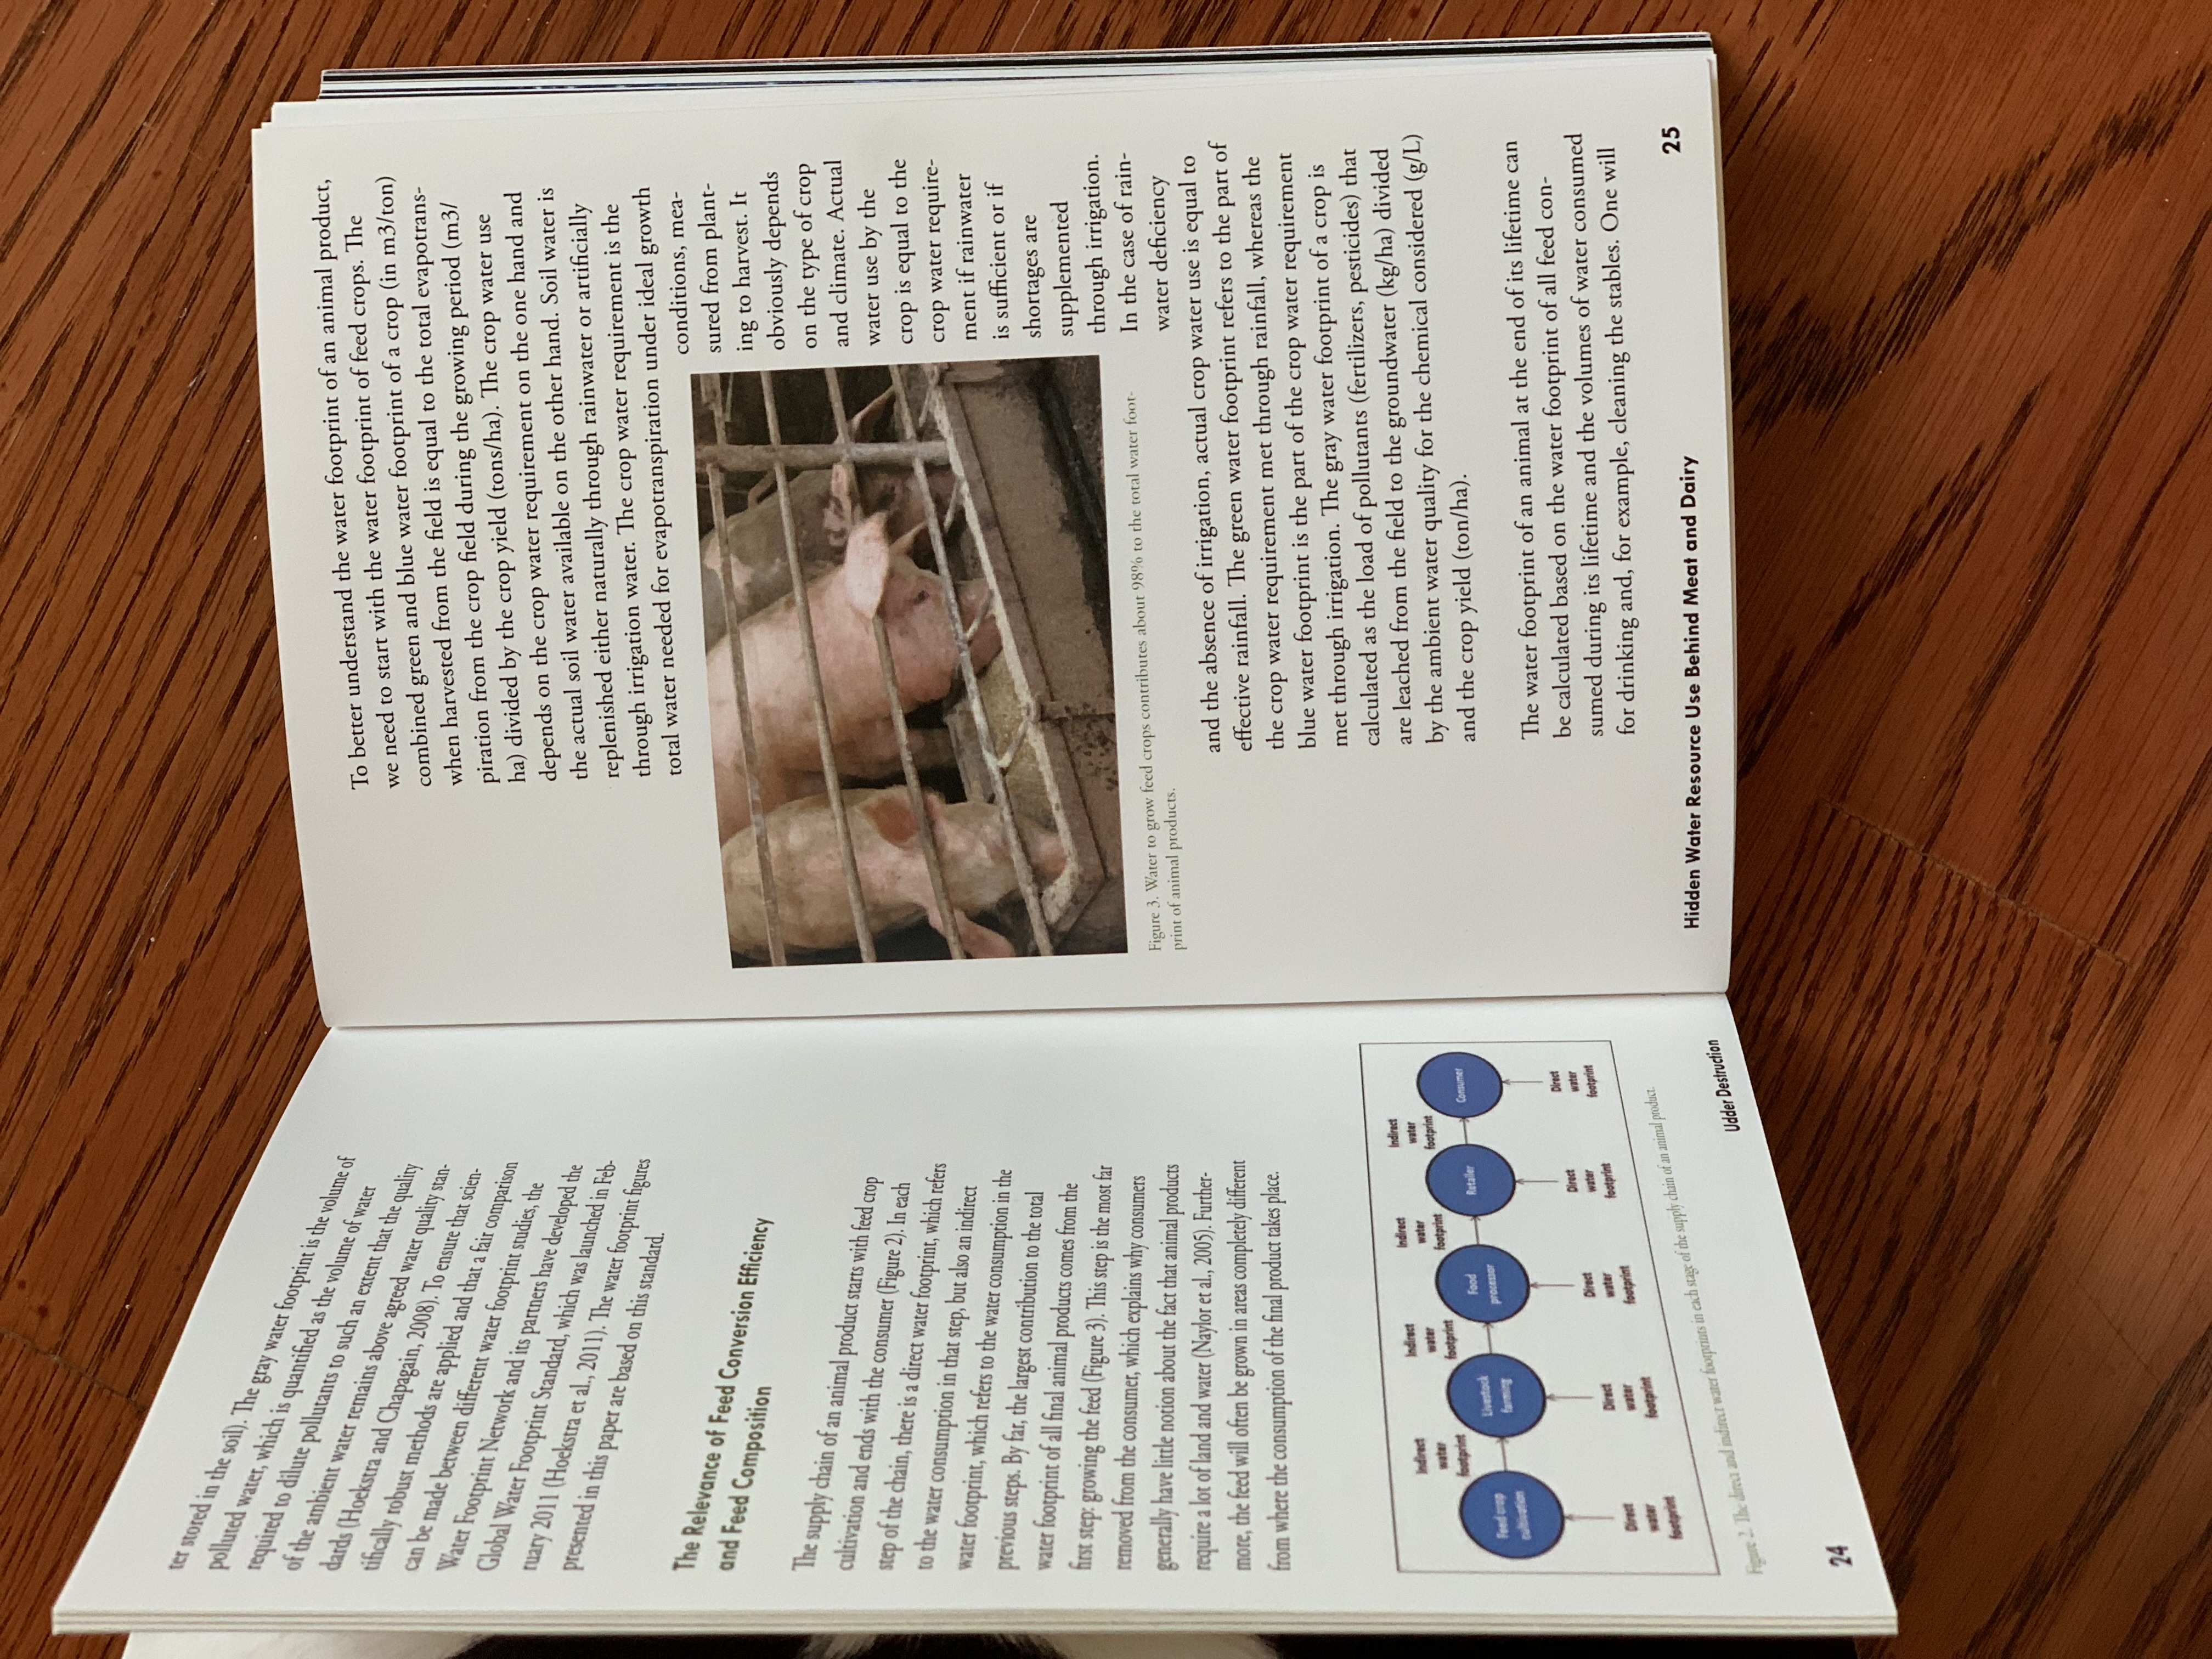 ter stored in the soil). The gray water footprint is the volume of
polluted water, which is quantified as the volume of water
required to dilute pollutants to such an extent that the quality
of the ambient water remains above agreed water quality stan-
dards (Hoekstra and Chapagain, 2008). To ensure that scien-
tifically robust methods are applied and that a fair comparison
can be made between different water footprint studies, the
Water Footprint Network and its partners have developed the
Global Water Footprint Standard, which was launched in Feb-
ruary 2011 (Hoekstra et al., 2011). The water footprint figures
presented in this paper are based on this standard.
The Relevance of Feed Conversion Efficiency
and Feed Composition
The supply chain of an animal product starts with feed crop
cultivation and ends with the consumer (Figure 2). In each
step of the chain, there is a direct water footprint, which refers
to the water consumption in that step, but also an indirect
water footprint, which refers to the water consumption in the
previous steps. By far, the largest contribution to the total
water footprint of all final animal products comes from the
first step: growing the feed (Figure 3). This step is the most far
removed from the consumer, which explains why consumers
generally have little notion about the fact that animal products
require a lot of land and water (Naylor et al., 2005). Further-
more, the feed will often be grown in areas completely different
from where the consumption of the final product takes place.
Indirect
water
footprint
Indirect
water
footprint
Indirect
water
footprint
Indirect
water
footprint
Feed crop
cultivation
Livestock
farming
Food
processor
Retailer
Consumer
Direct
water
footprint
Direct
water
footprint
Direct
water
footprint
Direct
water
footprint
Direct
water
footprint
Figure 2. The direct and indirect water footprints in each stage of the supply chain of an animal product.
Udder Destruction
24
To better understand the water footprint of an animal product,
we need to start with the water footprint of feed crops. The
combined green and blue water footprint of a crop (in m3/ton)
when harvested from the field is equal to the total evapotrans-
piration from the crop field during the growing period (m3/
ha) divided by the crop yield (tons/ha). The crop water use
depends on the crop water requirement on the one hand and
the actual soil water available on the other hand. Soil water is
replenished either naturally through rainwater or artificially
through irrigation water. The crop water requirement is the
total water needed for evapotranspiration under ideal growth
conditions, mea-
sured from plant-
ing to harvest. It
obviously depends
on the type of crop
and climate. Actual
water use by the
crop is equal to the
crop water require-
ment if rainwater
is sufficient or if
shortages are
supplemented
through irrigation.
In the case of rain-
water deficiency
Figure 3. Water to grow feed crops contributes about 98% to the total water foot-
print of animal products.
and the absence of irrigation, actual crop water use is equal to
effective rainfall. The green water footprint refers to the part of
the crop water requirement met through rainfall, whereas the
blue water footprint is the part of the crop water requirement
met through irrigation. The gray water footprint of a crop is
calculated as the load of pollutants (fertilizers, pesticides) that
are leached from the field to the groundwater (kg/ha) divided
by the ambient water quality for the chemical considered (g/L)
and the crop yield (ton/ha).
The water footprint of an animal at the end of its lifetime can
be calculated based on the water footprint of all feed con-
sumed during its lifetime and the volumes of water consumed
for drinking and, for example, cleaning the stables. One will
Hidden Water Resource Use Behind Meat and Dairy
25